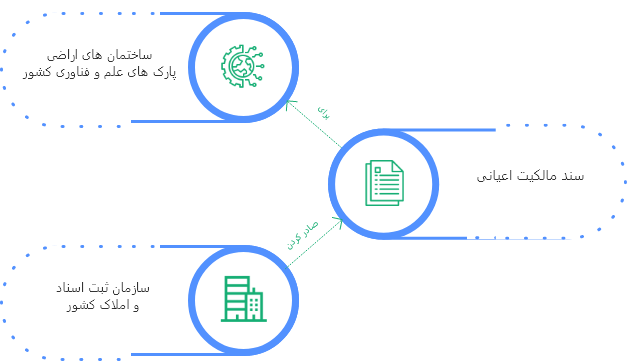 ساختمان های اراضی
پارک های علم و فناوری کشور
برای
سند مالکیت اعیانی
صادر کردن
سازمان ثبت اسناد
و املاک کشور